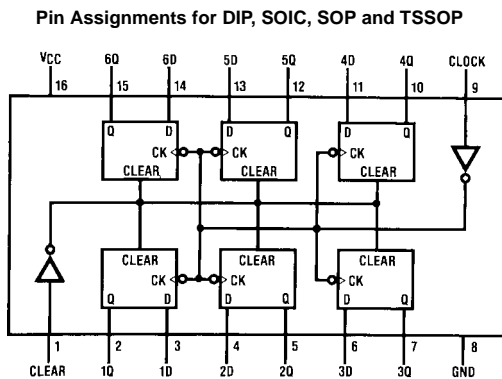 Pin Assignments for DIP, SOIC, SOP and TSSOP
VCC 6Q 6D 5D 5Q 4D 4Q CLOCK
16 15 14 13 12 11 10 9
Q D D Q D Q
CK CK CK
CLEAR CLEAR CLEAR
CLEAR CLEAR CLEAR
CK CK CK
Q D D Q D Q
1 2 3 4 5 6 7 8
CLEAR 1Q 1D 2D 2Q 3D 3Q GND